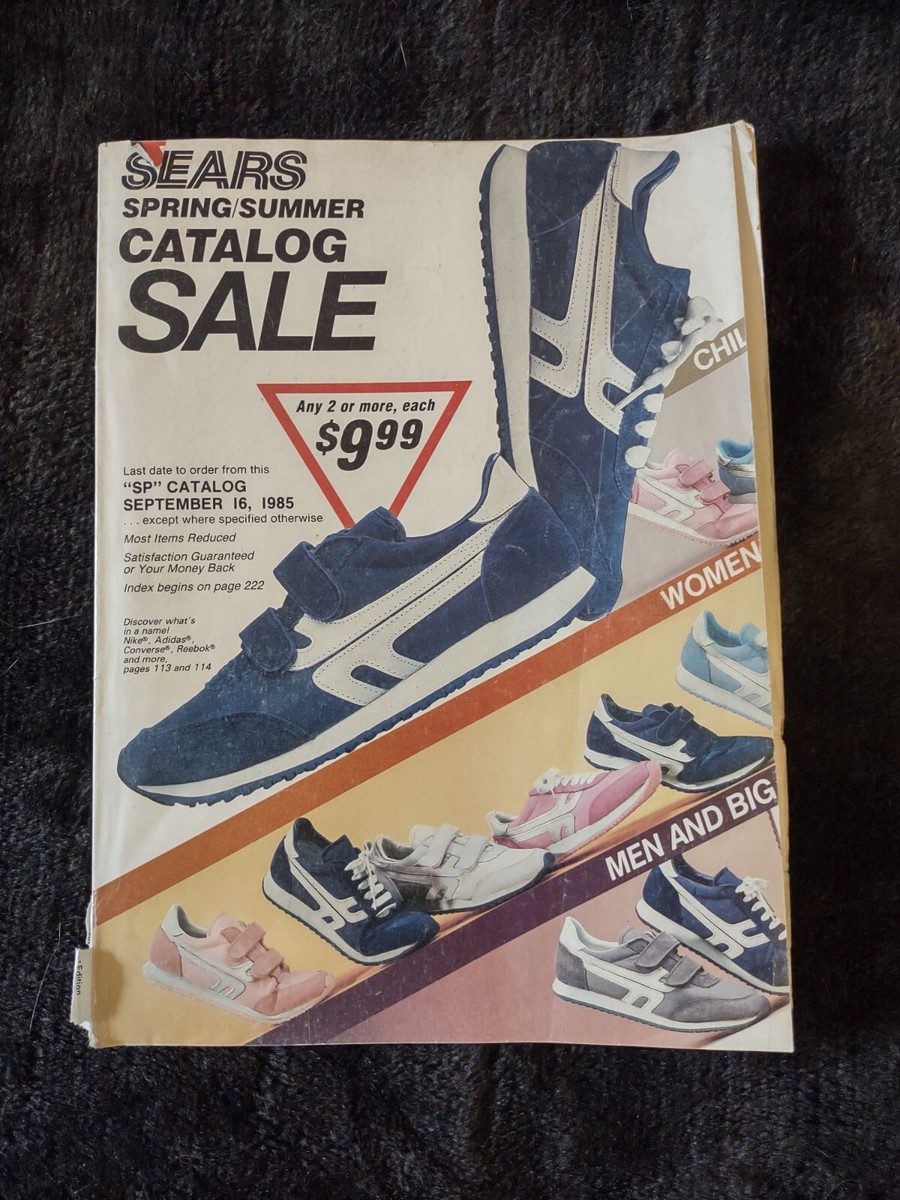 SEARS
SPRING/SUMMER
CATALOG
SALE
Any 2 or more, each
$9.99
Last date to order from this
"SP" CATALOG
SEPTEMBER 16, 1985
. . . except where specified otherwise
Most Items Reduced
Satisfaction Guaranteed
or Your Money Back
Index begins on page 222
Discover what's
in a name!
Nike®, Adidas®,
Converse®, Reebok®
and more,
pages 113 and 114
CHIL
WOMEN
MEN AND BIG
Edition